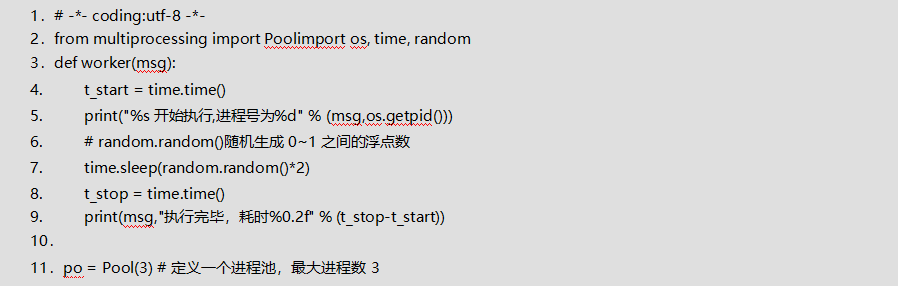 1. # -*- coding:utf-8 -*-
2. from multiprocessing import Poolimport os, time, random
3. def worker(msg):
4. t_start = time.time()
5. print("%s 开始执行,进程号为%d" % (msg,os.getpid()))
6. # random.random()随机生成 0~1 之间的浮点数
7. time.sleep(random.random()*2)
8. t_stop = time.time()
9. print(msg,"执行完毕，耗时%0.2f" % (t_stop-t_start))
10.
11. po = Pool(3) # 定义一个进程池，最大进程数 3